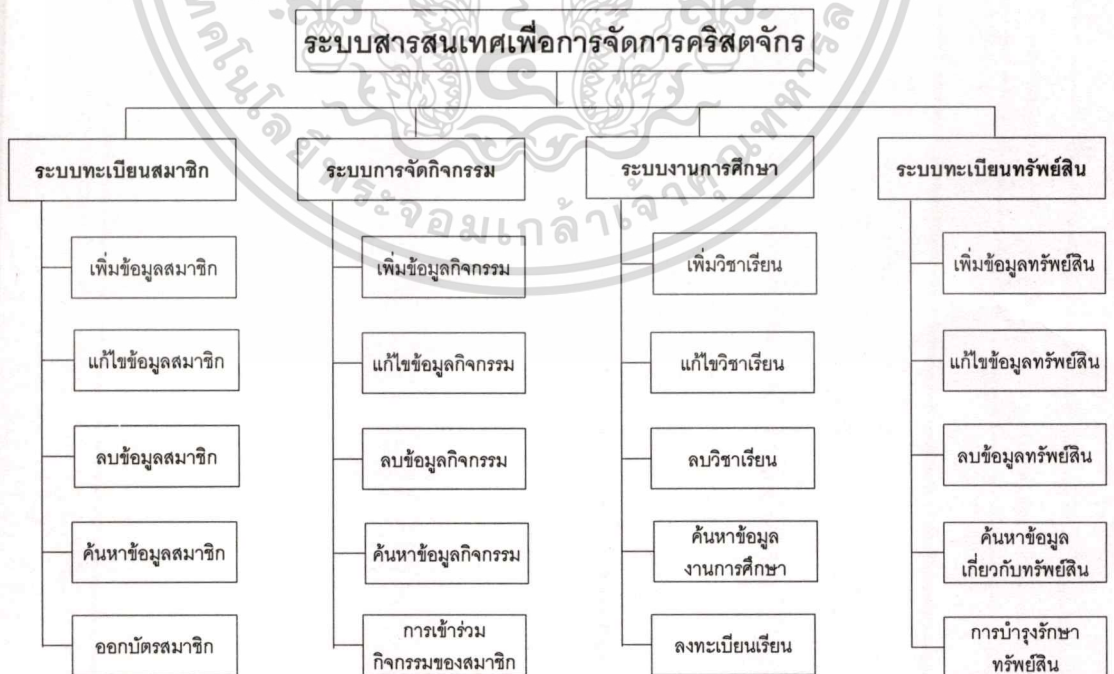 ระบบสารสนเทศเพื่อการจัดการคริสตจักร
ระบบทะเบียนสมาชิก
เพิ่มข้อมูลสมาชิก
แก้ไขข้อมูลสมาชิก
ลบข้อมูลสมาชิก
ค้นหาข้อมูลสมาชิก
ออกบัตรสมาชิก
ระบบการจัดกิจกรรม
เพิ่มข้อมูลกิจกรรม
แก้ไขข้อมูลกิจกรรม
ลบข้อมูลกิจกรรม
ค้นหาข้อมูลกิจกรรม
การเข้าร่วม
กิจกรรมของสมาชิก
ระบบงานการศึกษา
เพิ่มวิชาเรียน
แก้ไขวิชาเรียน
ลบวิชาเรียน
ค้นหาข้อมูล
งานการศึกษา
ลงทะเบียนเรียน
ระบบทะเบียนทรัพย์สิน
เพิ่มข้อมูลทรัพย์สิน
แก้ไขข้อมูลทรัพย์สิน
ลบข้อมูลทรัพย์สิน
ค้นหาข้อมูล
เกี่ยวกับทรัพย์สิน
การบำรุงรักษา
ทรัพย์สิน